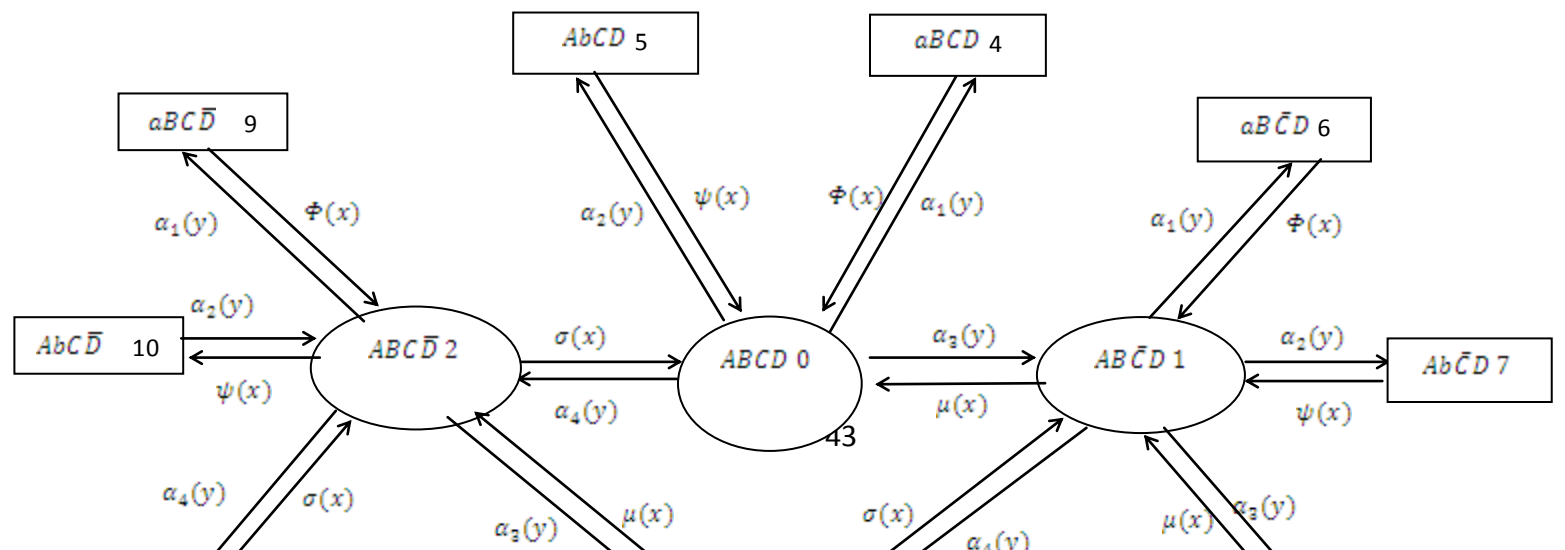 AbCD 5
aBCD 4
aBCD̅ 9
aBC̅D 6
ψ(x)
Φ(x)
α₁(y)
α₂(y)
Φ(x)
α₁(y)
α₁(y)
Φ(x)
α₂(y)
AbCD̅ 10
ψ(x)
ABCD̅ 2
σ(x)
α₄(y)
ABCD 0
43
α₃(y)
μ(x)
ABC̅D 1
α₂(y)
ψ(x)
AbC̅D 7
α₄(y)
σ(x)
α₃(y)
μ(x)
σ(x)
α₄(y)
μ(x)
α₃(y)